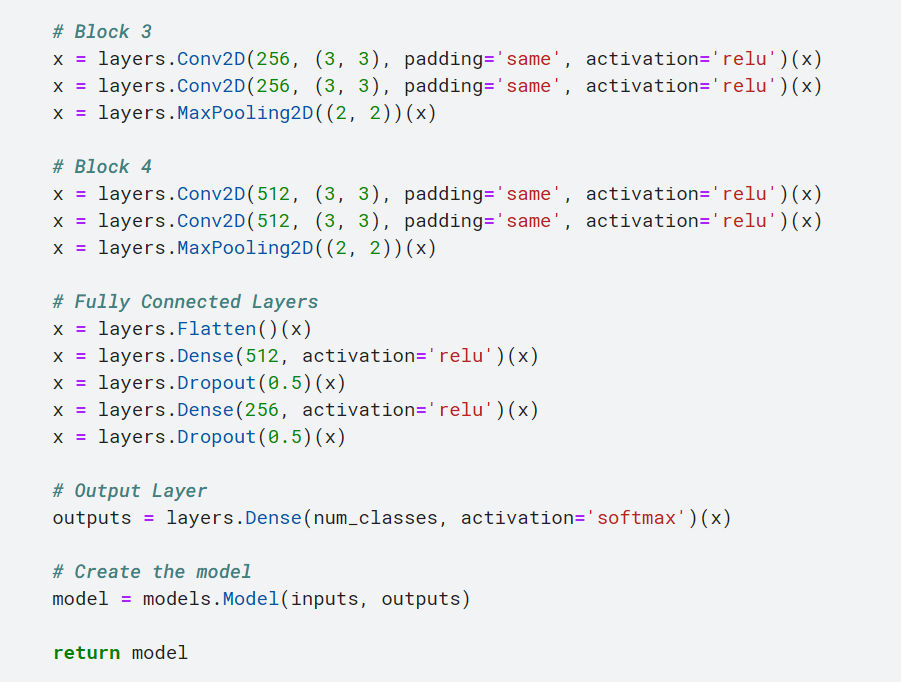 # Block 3
x = layers.Conv2D(256, (3, 3), padding='same', activation='relu')(x)
x = layers.Conv2D(256, (3, 3), padding='same', activation='relu')(x)
x = layers.MaxPooling2D((2, 2))(x)
# Block 4
x = layers.Conv2D(512, (3, 3), padding='same', activation='relu')(x)
x = layers.Conv2D(512, (3, 3), padding='same', activation='relu')(x)
x = layers.MaxPooling2D((2, 2))(x)
# Fully Connected Layers
x = layers.Flatten()(x)
x = layers.Dense(512, activation='relu')(x)
x = layers.Dropout(0.5)(x)
x = layers.Dense(256, activation='relu')(x)
x = layers.Dropout(0.5)(x)
# Output Layer
outputs = layers.Dense(num_classes, activation='softmax')(x)
# Create the model
model = models.Model(inputs, outputs)
return model